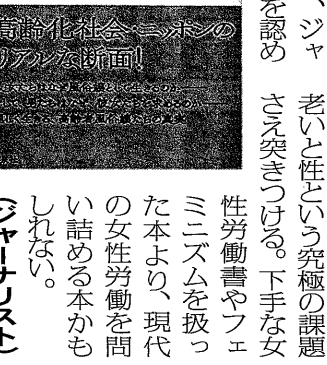 、ジャ
を認め
老いと性という究極の課題
さえ突きつける。下手な女
性労働書やフェ
ミニズムを扱っ
た本より、現代
の女性労働を問
い詰める本かも
しれない。
(ジャーナリスト)
高齢化社会・ニッポンの
リアルな断面!